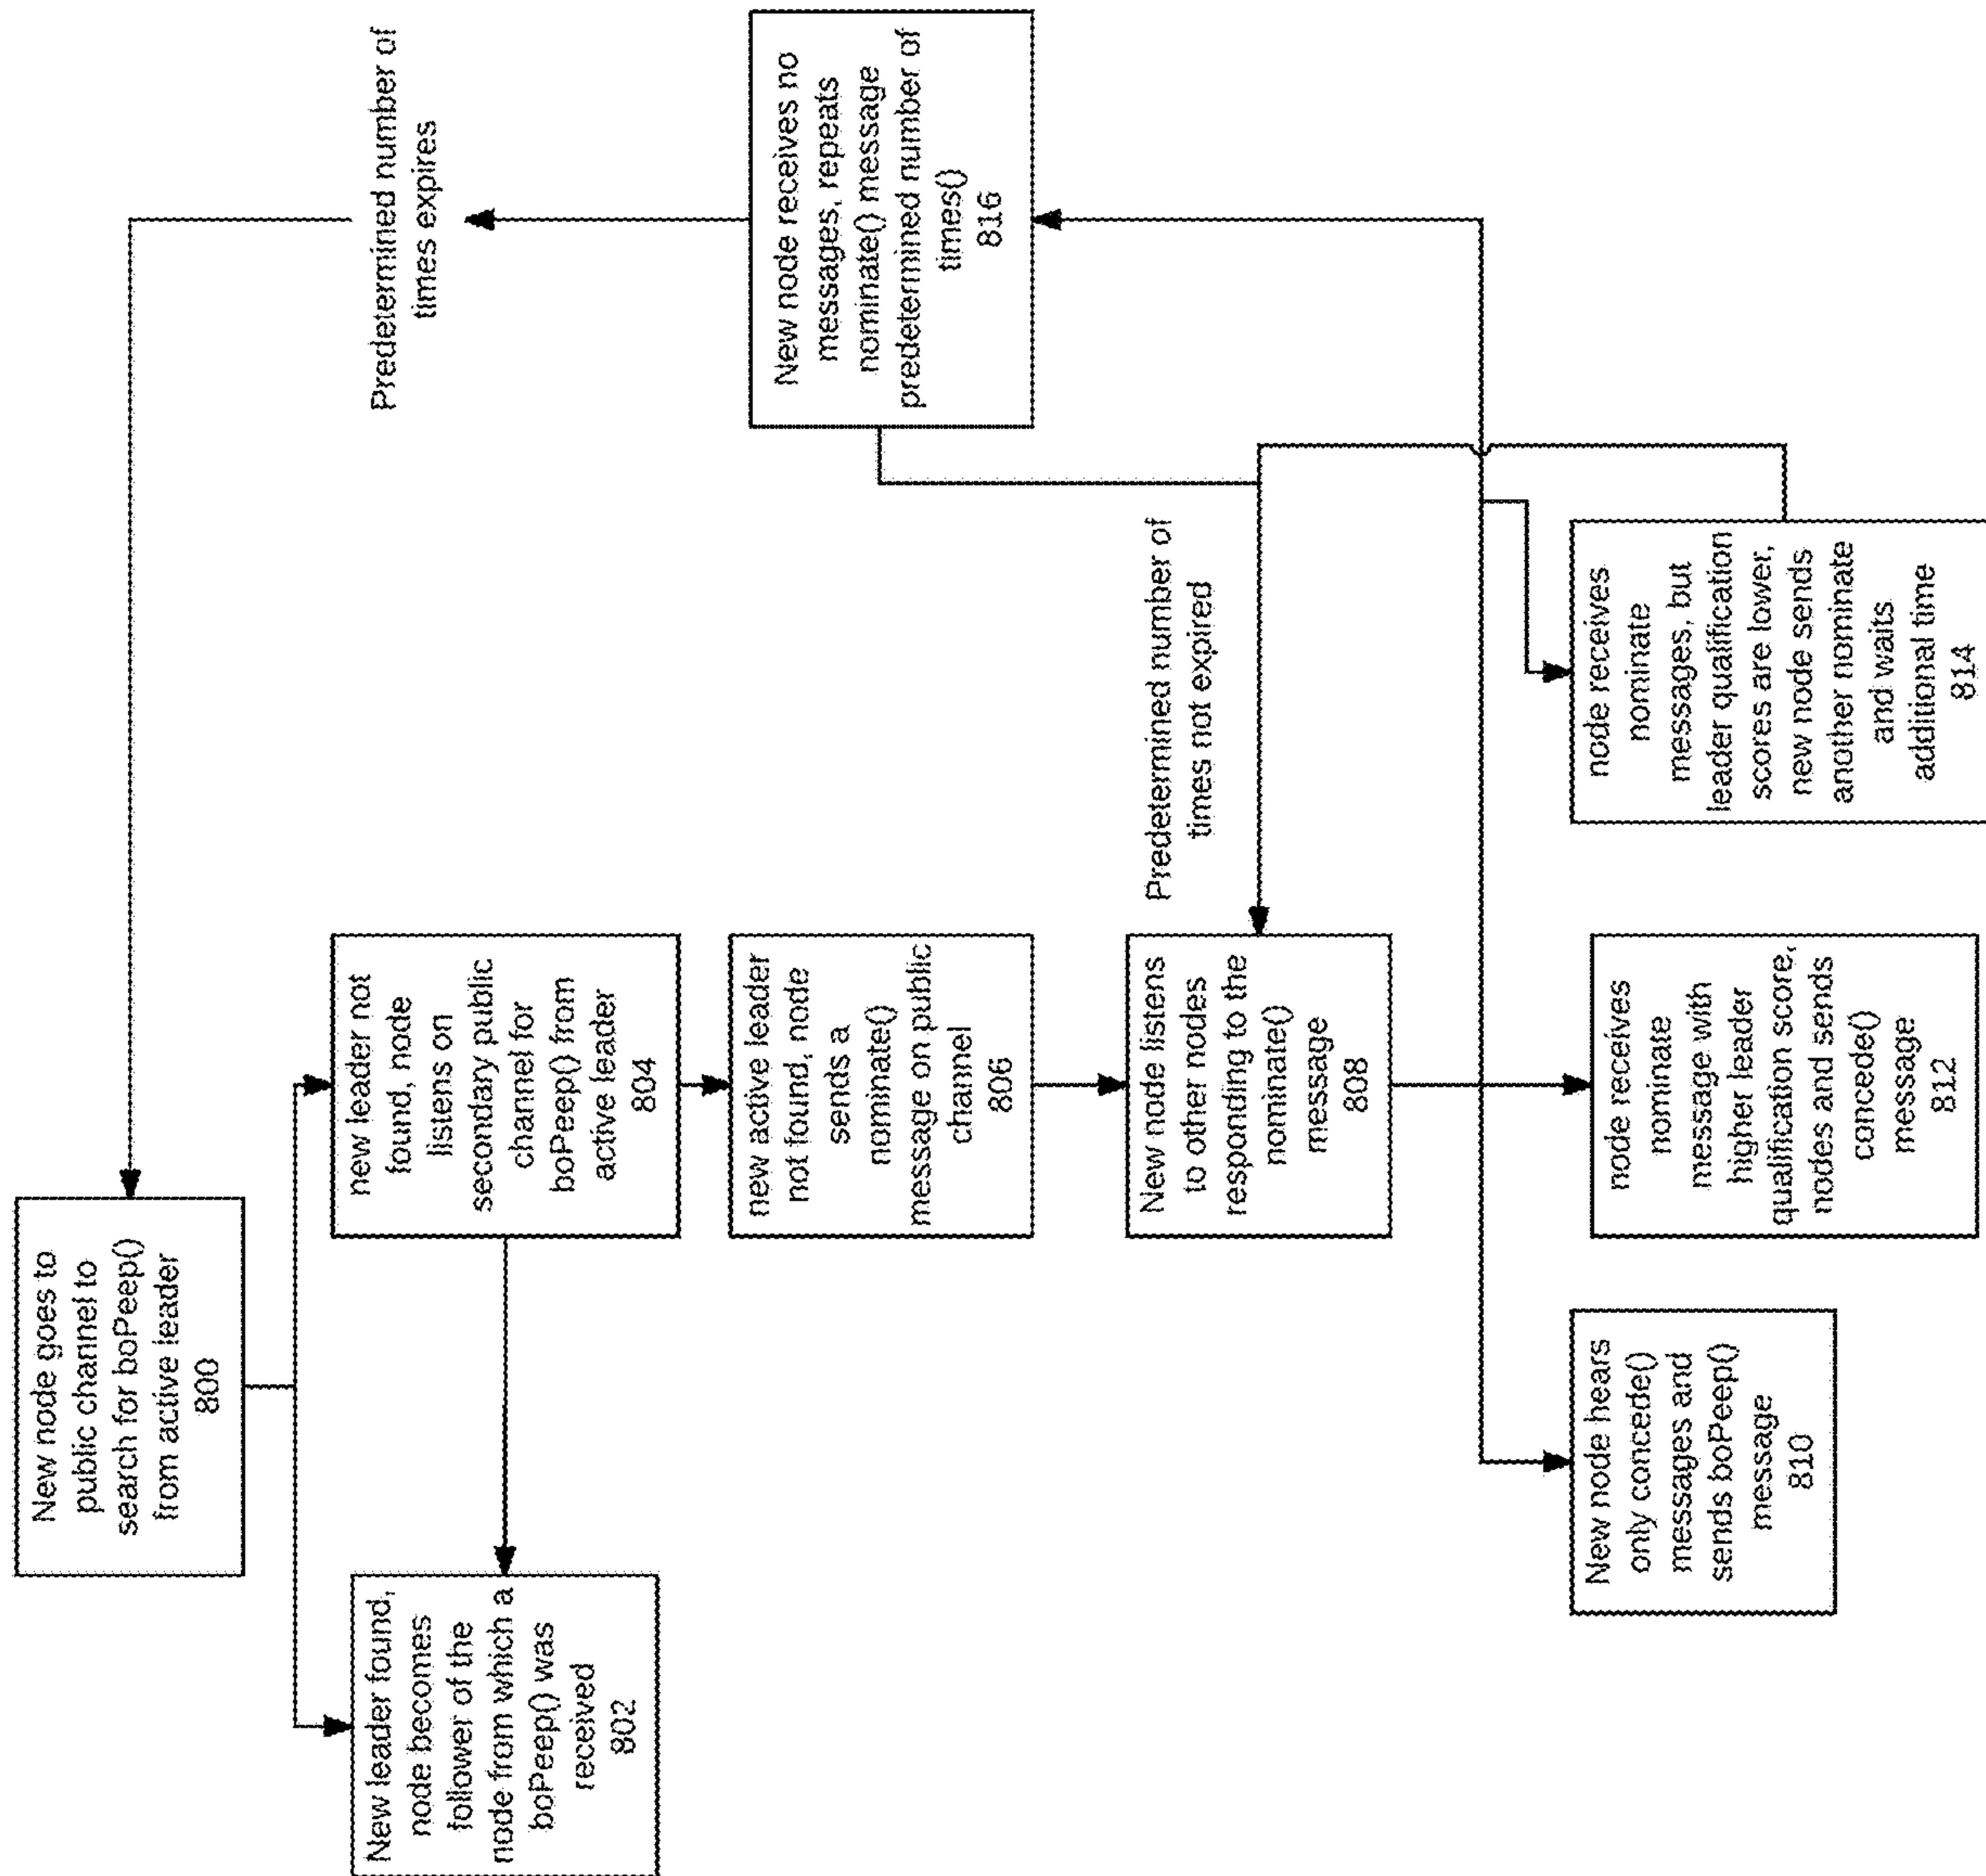 New node goes to
public channel to
search for boPeep()
from active leader
800
New leader found,
node becomes
follower of the
node from which a
boPeep() was
received
802
new leader not
found, node
listens on
secondary public
channel for
boPeep() from
active leader
804
new active leader
not found, node
sends a
nominate()
message on public
channel
806
New node listens
to other nodes
responding to the
nominate()
message
808
New node hears
only concede()
messages and
sends boPeep()
message
810
node receives
nominate
message with
higher leader
qualification score,
nodes and sends
concede()
message
812
node receives
nominate
messages, but
leader qualification
scores are lower,
new node sends
another nominate
and waits
additional time
814
New node receives no
messages, repeats
nominate() message
predetermined number of
times()
816
Predetermined number of
times expires
Predetermined number of
times not expired